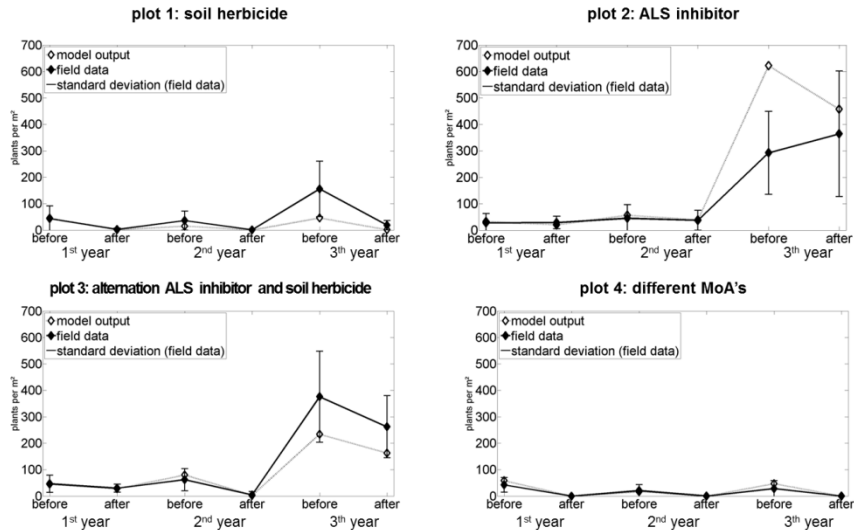 plot 1: soil herbicide
700
600
500
400
300
200
100
0
plants per m²
model output
field data
standard deviation (field data)
before after before after before after
1st year 2nd year 3th year
plot 2: ALS inhibitor
700
600
500
400
300
200
100
0
plants per m²
model output
field data
standard deviation (field data)
before after before after before after
1st year 2nd year 3th year
plot 3: alternation ALS inhibitor and soil herbicide
700
600
500
400
300
200
100
0
plants per m²
model output
field data
standard deviation (field data)
before after before after before after
1st year 2nd year 3th year
plot 4: different MoA's
700
600
500
400
300
200
100
0
plants per m²
model output
field data
standard deviation (field data)
before after before after before after
1st year 2nd year 3th year